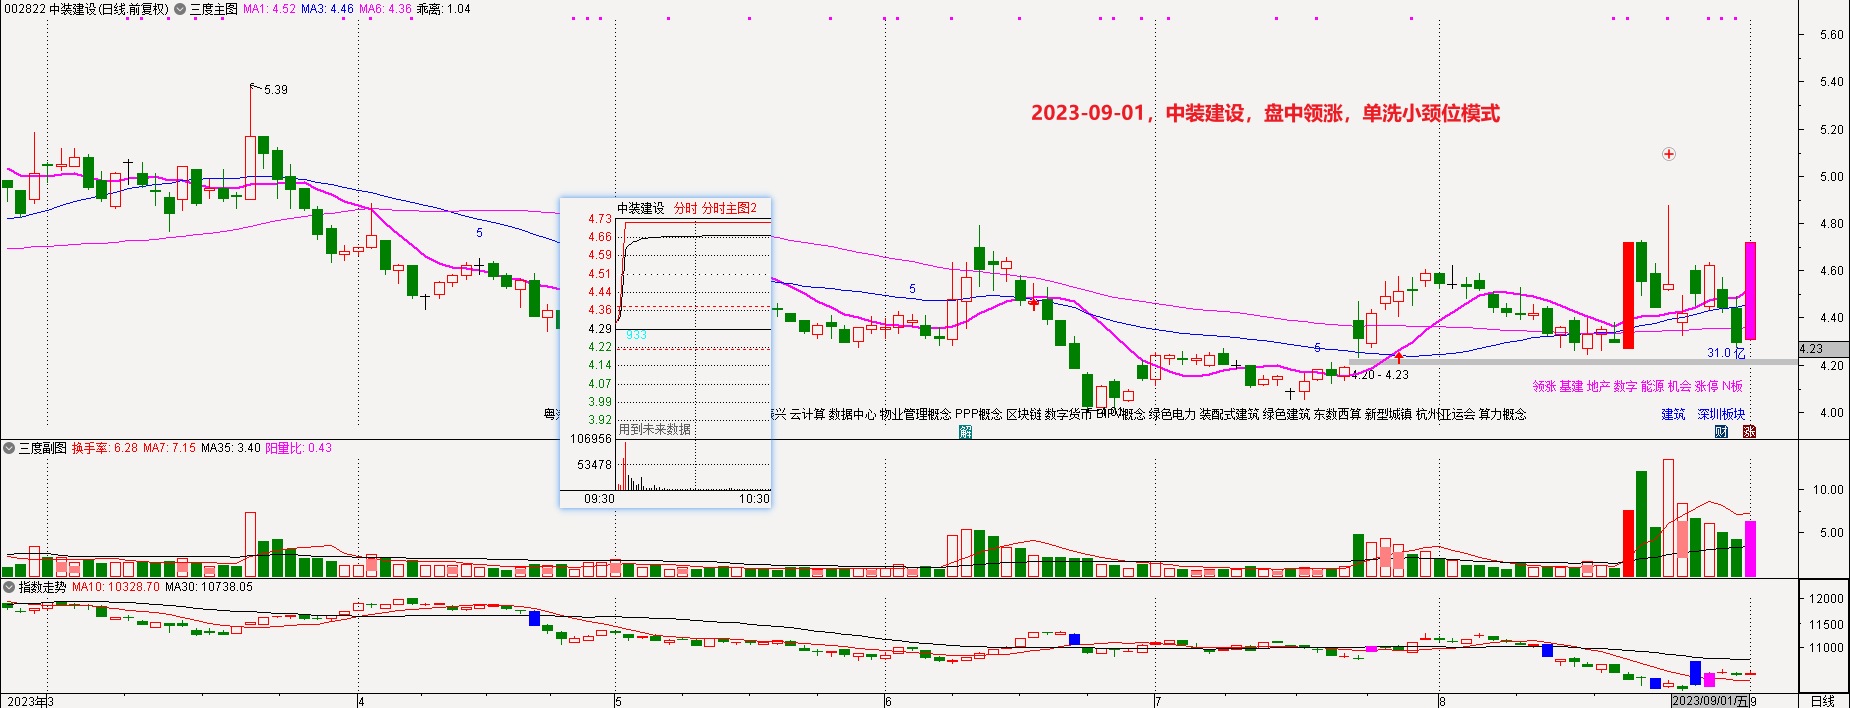 002822 中装建设(日线.前复权) 三度主图 MA1: 4.52 MA3: 4.46 MA6: 4.36 乖离: 1.04
5.60
5.40
5.39
5.20
2023-09-01，中装建设，盘中领涨，单洗小颈位模式
5.00
4.80
4.60
4.40
4.23
4.20
4.00
5
5
5
中装建设 分时 分时主图2
4.73
4.66
4.59
4.51
4.44
4.36
4.29
933
4.22
4.14
4.07
3.99
3.92
用到未来数据
106956
53478
09:30 10:30
31.0 亿
4.20 - 4.23
领涨 基建 地产 数字 能源 机会 涨停 N板
云计算 数据中心 物业管理概念 PPP概念 区块链 数字货币
概念 绿色电力 装配式建筑 绿色建筑 东数西算 新型城镇 杭州亚运会 算力概念
建筑 深圳板块
解 财 涨
三度副图 换手率: 6.28 MA7: 7.15 MA35: 3.40 阳量比: 0.43
10.00
5.00
指数走势 MA10: 10328.70 MA30: 10738.05
12000
11500
11000
2023年3 4 5 6 7 8 2023/09/01/五 9 日线